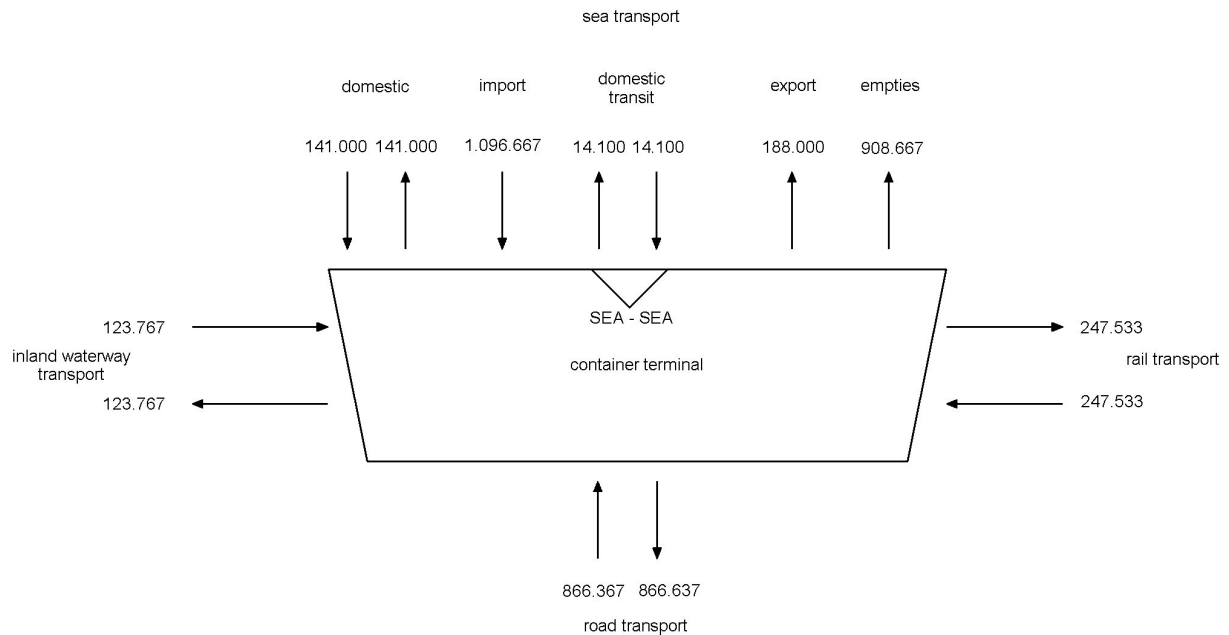 sea transport
domestic import domestic transit export empties
141.000 141.000 1.096.667 14.100 14.100 188.000 908.667
SEA - SEA
123.767 247.533
inland waterway transport
container terminal
rail transport
123.767 247.533
866.367 866.637
road transport